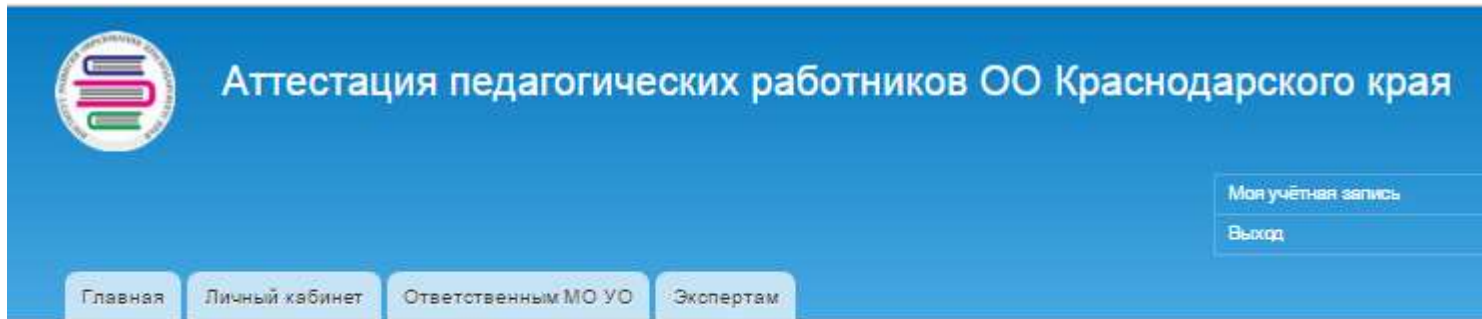 Аттестация педагогических работников ОО Краснодарского края
Моя учётная запись
Выход
Главная
Личный кабинет
Ответственным МО УО
Экспертам